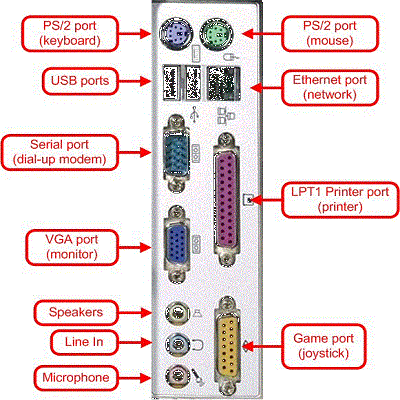 PS/2 port
(keyboard)
PS/2 port
(mouse)
USB ports
Ethernet port
(network)
Serial port
(dial-up modem)
LPT1 Printer port
(printer)
VGA port
(monitor)
Speakers
Line In
Game port
(joystick)
Microphone